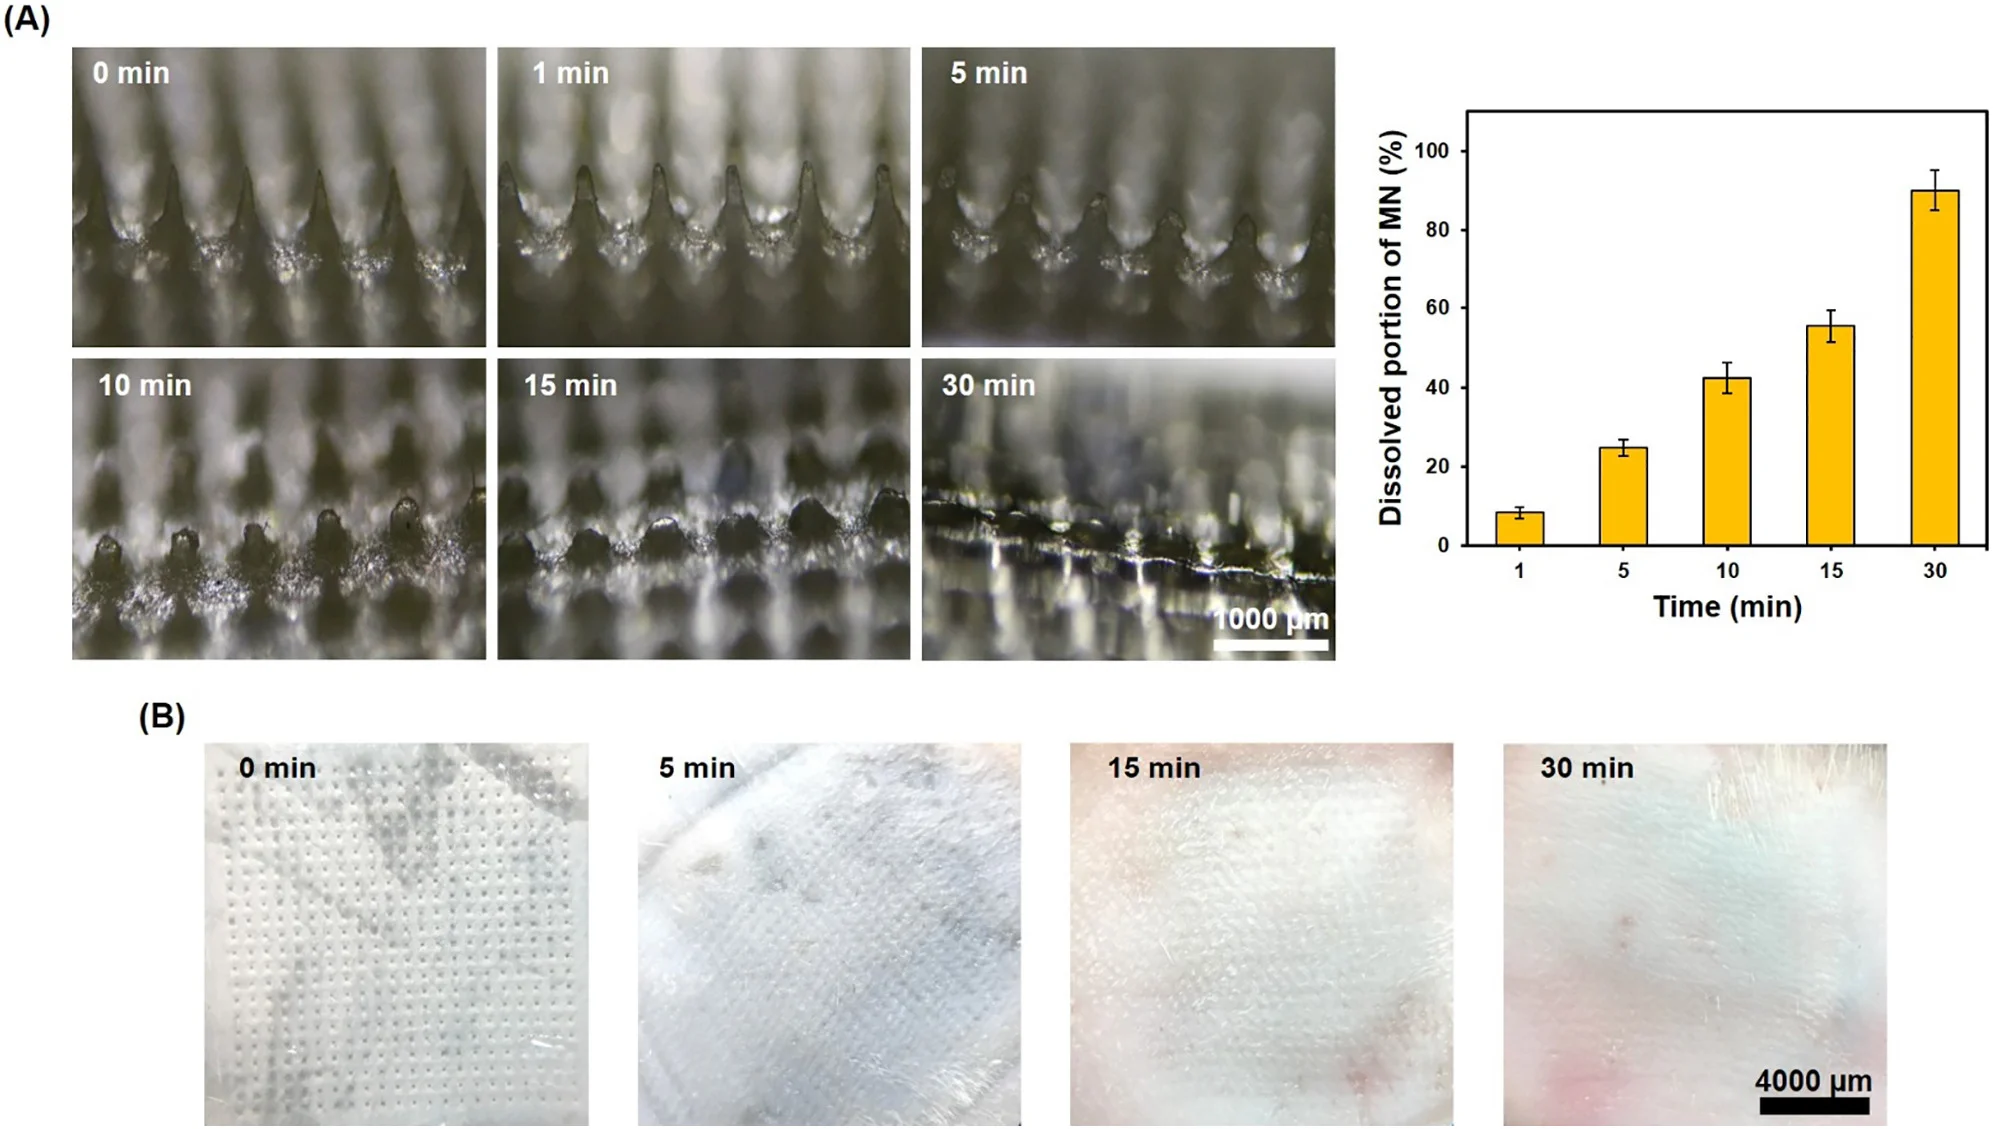 (A)
0 min
1 min
5 min
10 min
15 min
30 min
1000 µm
Dissolved portion of MN (%)
100
80
60
40
20
0
1 5 10 15 30
Time (min)
(B)
0 min
5 min
15 min
30 min
4000 µm